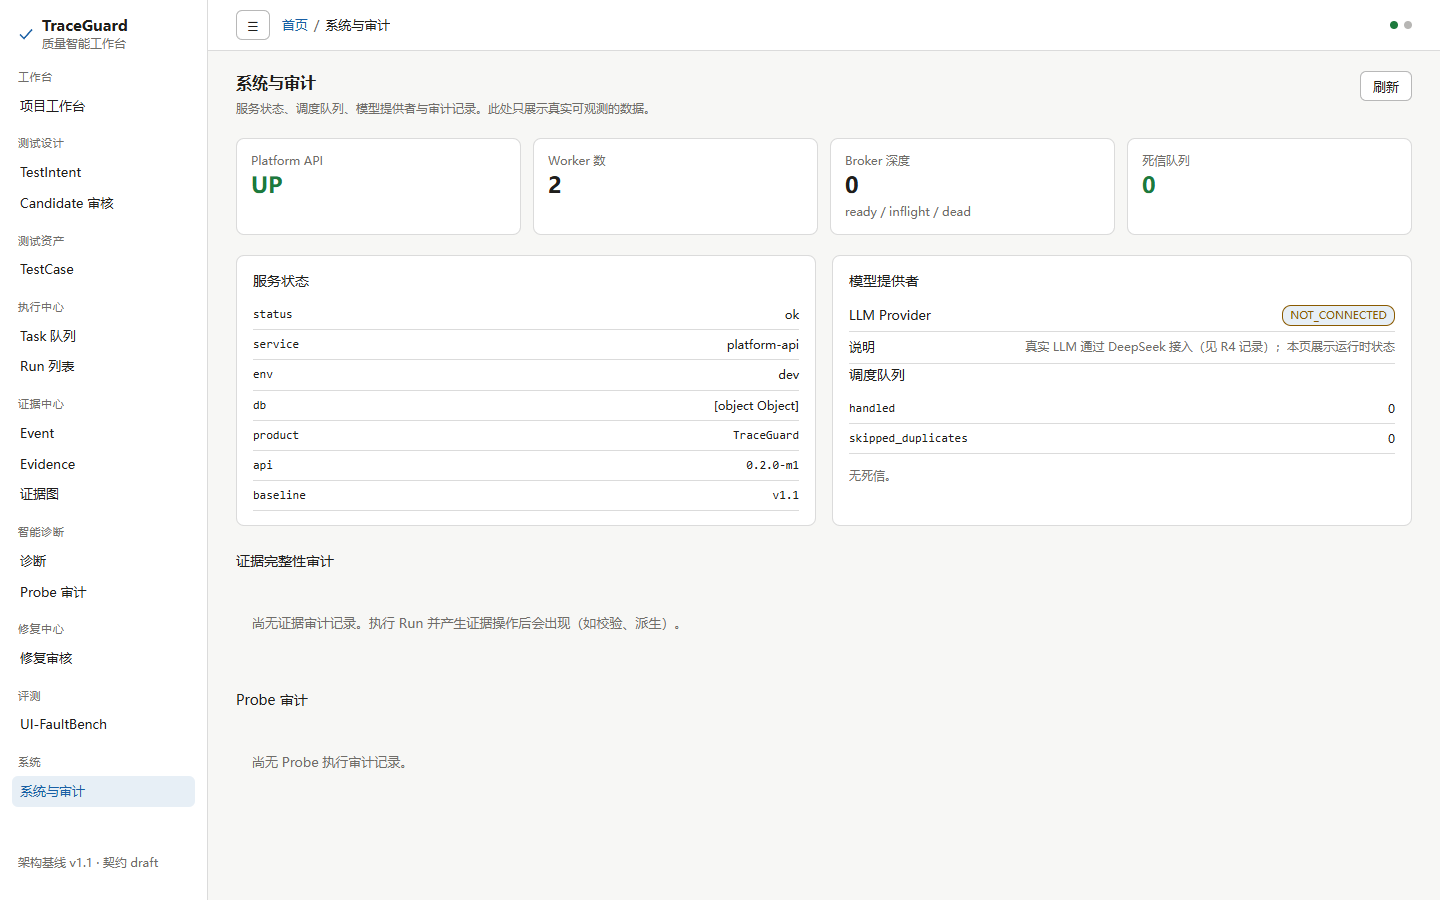 TraceGuard
质量智能工作台
工作台
项目工作台
测试设计
TestIntent
Candidate 审核
测试资产
TestCase
执行中心
Task 队列
Run 列表
证据中心
Event
Evidence
证据图
智能诊断
诊断
Probe 审计
修复中心
修复审核
评测
UI-FaultBench
系统
系统与审计
架构基线 v1.1 · 契约 draft
☰ 首页 / 系统与审计
系统与审计
刷新
服务状态、调度队列、模型提供者与审计记录。此处只展示真实可观测的数据。
Platform API
UP
Worker 数
2
Broker 深度
0
ready / inflight / dead
死信队列
0
服务状态
status ok
service platform-api
env dev
db [object Object]
product TraceGuard
api 0.2.0-m1
baseline v1.1
模型提供者
LLM Provider NOT_CONNECTED
说明 真实 LLM 通过 DeepSeek 接入（见 R4 记录）；本页展示运行时状态
调度队列
handled 0
skipped_duplicates 0
无死信。
证据完整性审计
尚无证据审计记录。执行 Run 并产生证据操作后会出现（如校验、派生）。
Probe 审计
尚无 Probe 执行审计记录。